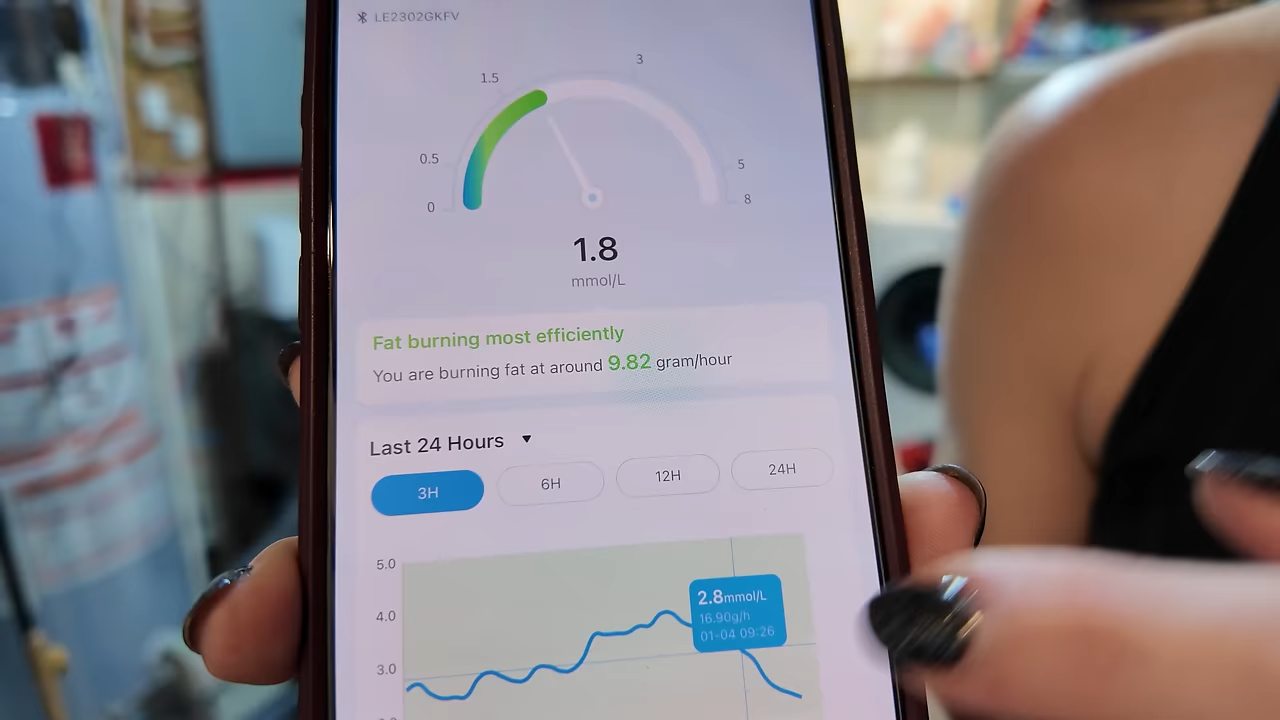 LE2302GKFV
3
1.5
0.5
5
0
8
1.8
mmol/L
Fat burning most efficiently
You are burning fat at around 9.82 gram/hour
Last 24 Hours
3H
6H
12H
24H
5.0
4.0
3.0
2.8mmol/L
16.90g/h
01-04 09:26